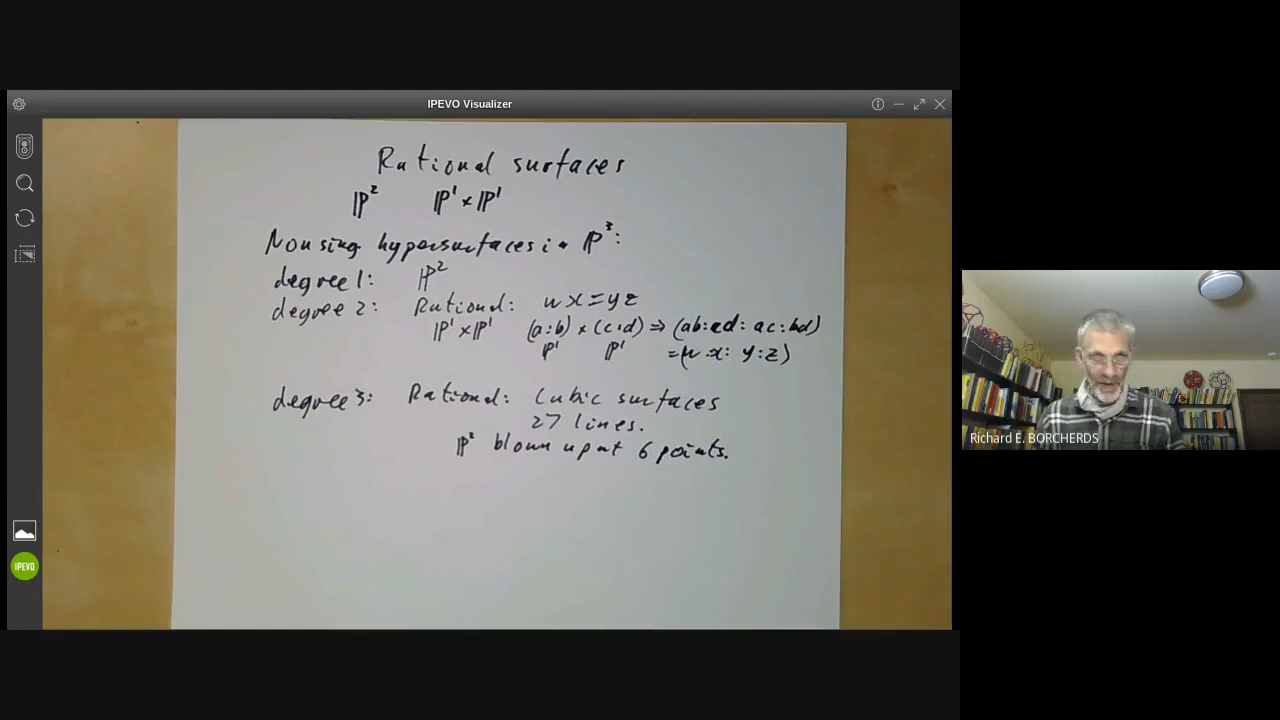 IPEVO Visualizer
Rational surfaces
ℙ² ℙ¹ × ℙ¹
Nonsing hypersurfaces in ℙ³:
degree 1: ℙ²
degree 2: Rational: wx = yz
ℙ¹ × ℙ¹ (a:b) × (c:d) ⇒ (ab:cd: ac:bd)
ℙ¹ ℙ¹ = (w:x: y:z)
degree 3: Rational: Cubic surfaces
27 lines.
ℙ² blown up at 6 points.
IPEVO
Richard E. BORCHERDS